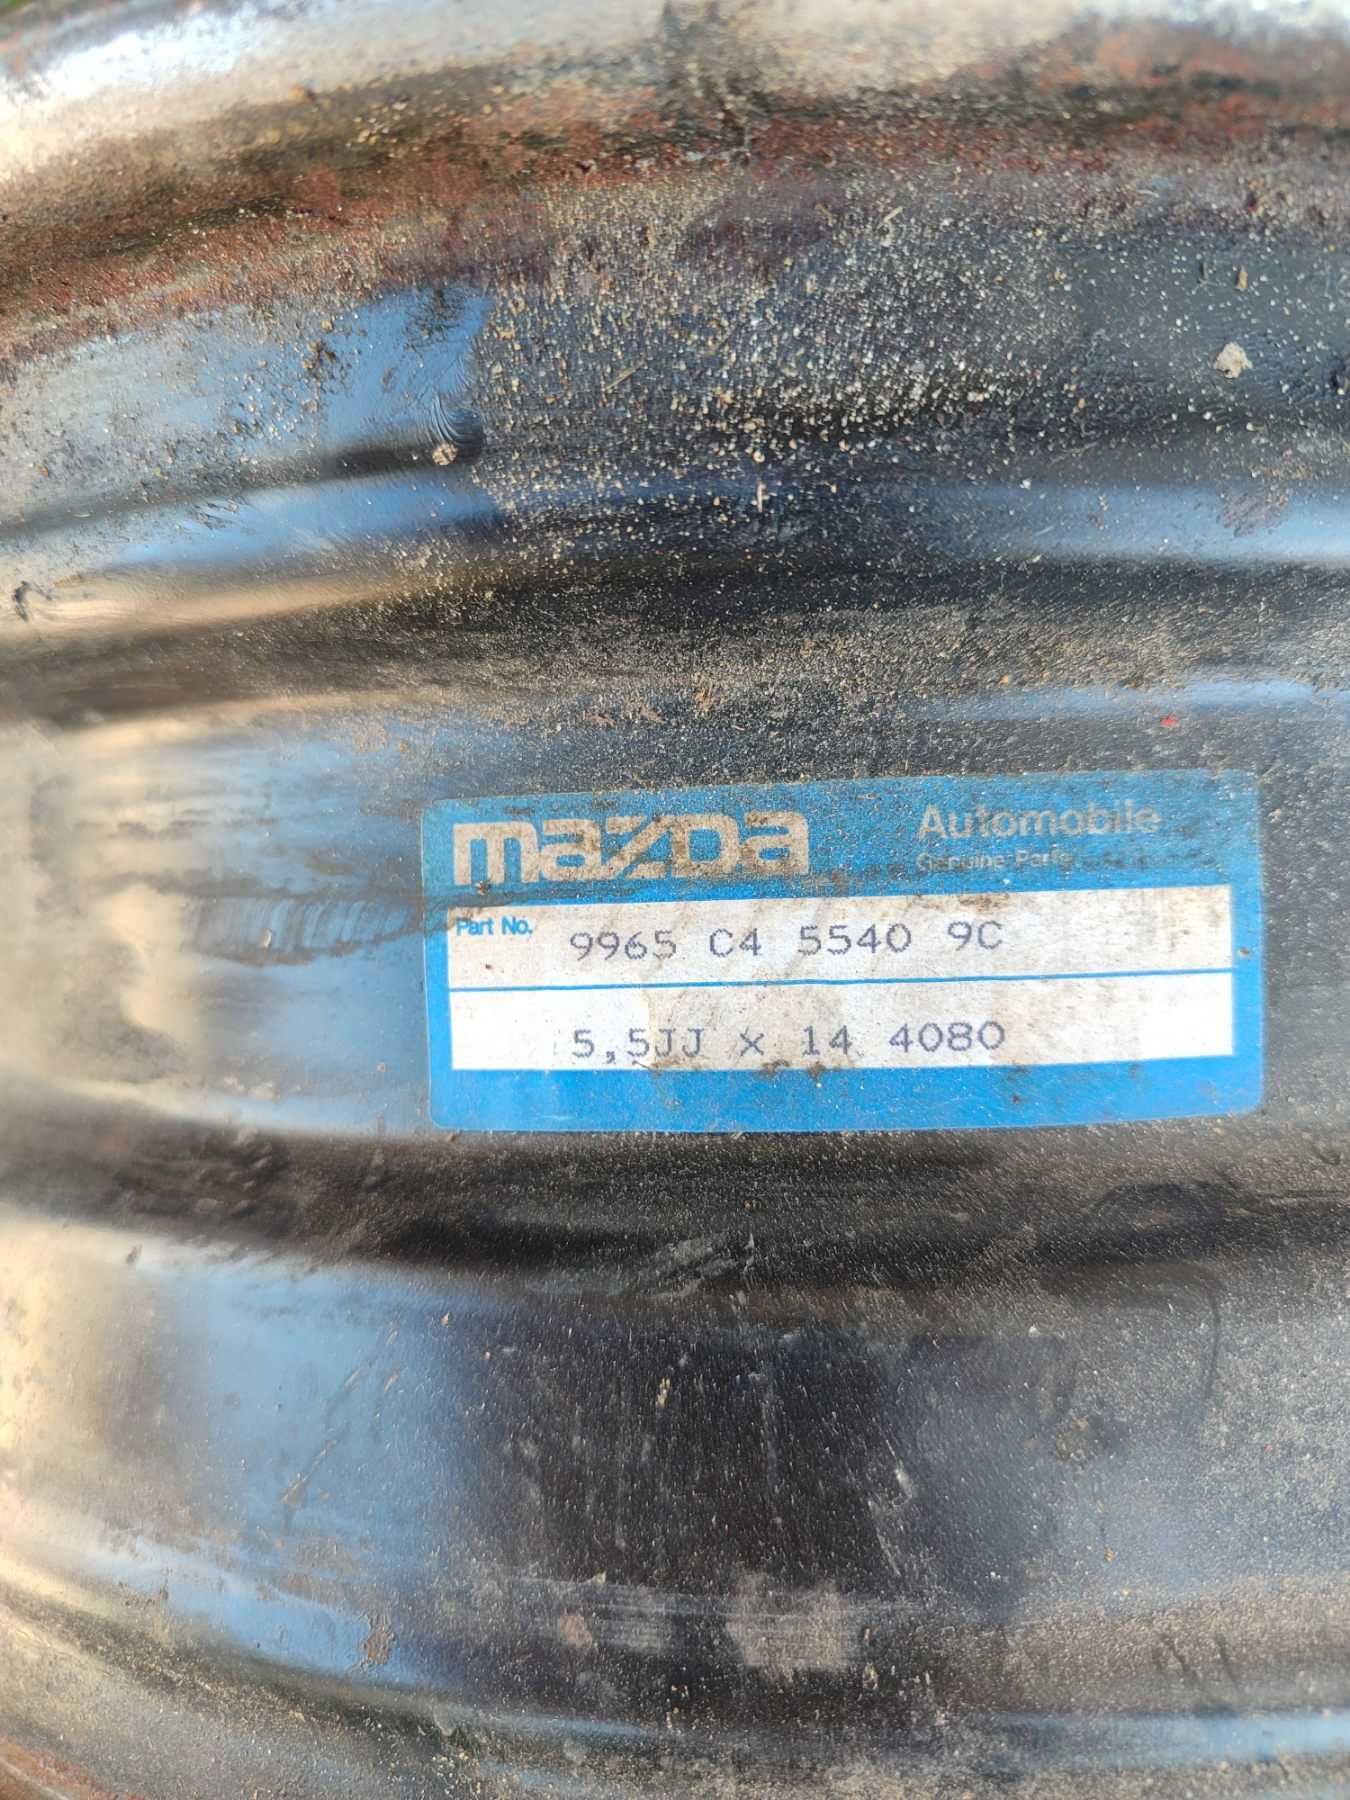 mazda Automobile
Genuine Parts
Part No. 9965 C4 5540 9C
5,5JJ x 14 4080